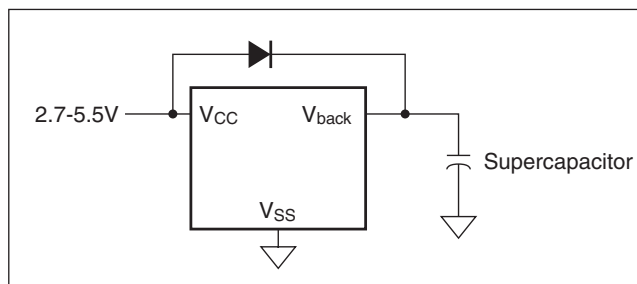 2.7-5.5V
VCC
Vback
VSS
Supercapacitor